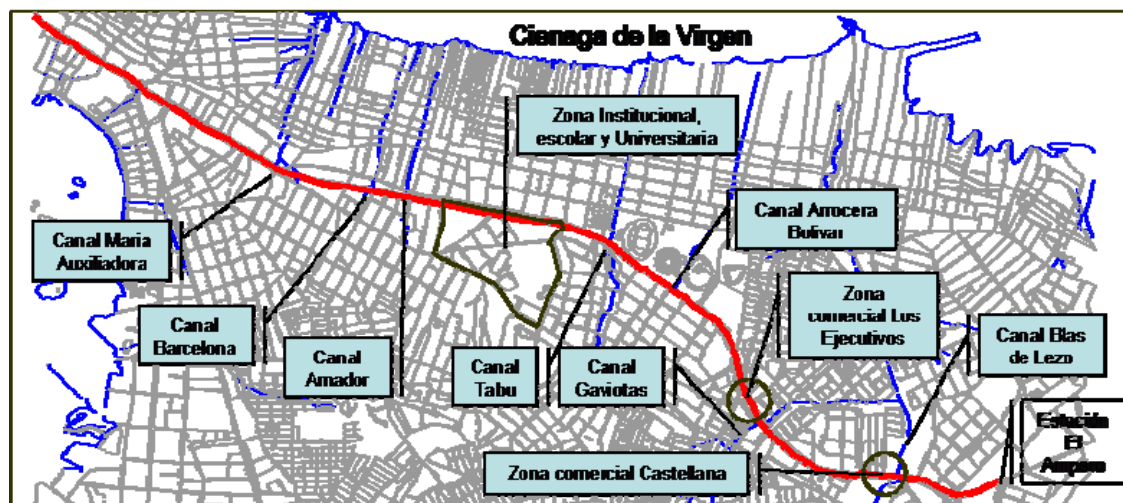 Cienaga de la Virgen
Zona Institucional,
escolar y Universitaria
Canal Arrocera
Bolivar
Canal Maria
Auxiliadora
Zona
comercial Los
Ejecutivos
Canal Blas
de Lezo
Canal
Barcelona
Canal
Amador
Canal
Tabu
Canal
Gaviotas
Estación
El
Amparo
Zona comercial Castellana